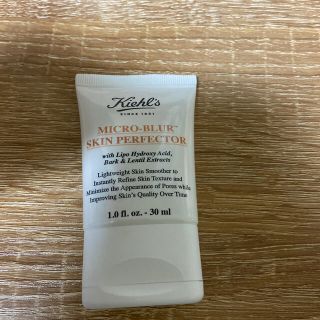 Kiehl's
SINCE 1851
MICRO-BLUR™
SKIN PERFECTOR
with Lipo Hydroxy Acid,
Bark & Lentil Extracts
Lightweight Skin Smoother to
Instantly Refine Skin Texture and
Minimize the Appearance of Pores while
Improving Skin's Quality Over Time
1.0 fl. oz. - 30 ml